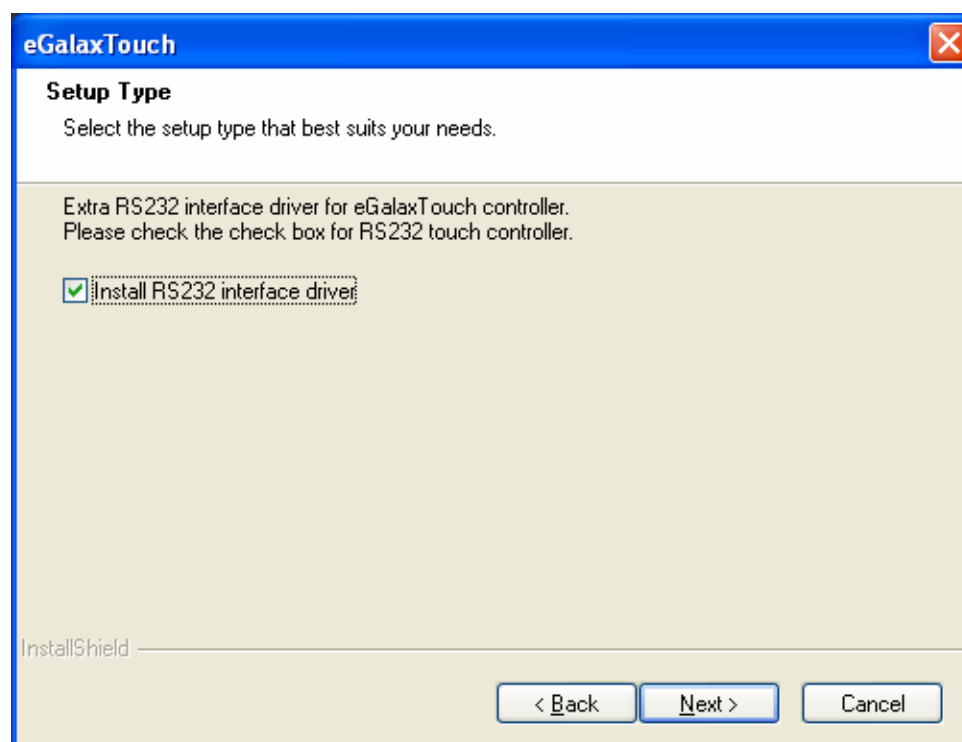 eGalaxTouch
Setup Type
Select the setup type that best suits your needs.
Extra RS232 interface driver for eGalaxTouch controller.
Please check the check box for RS232 touch controller.
Install RS232 interface driver
InstallShield
< Back
Next >
Cancel